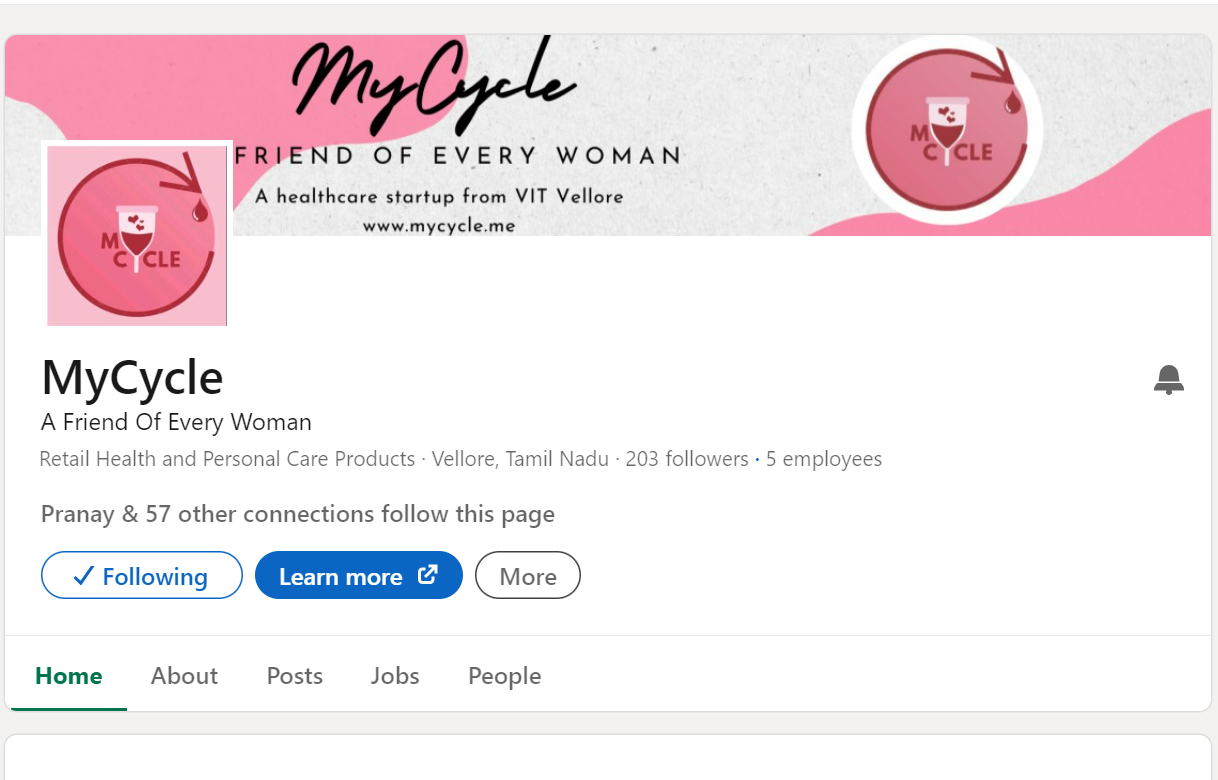 MyCycle
FRIEND OF EVERY WOMAN
A healthcare startup from VIT Vellore
www.mycycle.me
M
CYCLE
M
CYCLE
MyCycle
A Friend Of Every Woman
Retail Health and Personal Care Products · Vellore, Tamil Nadu · 203 followers · 5 employees
Pranay & 57 other connections follow this page
Following Learn more More
Home About Posts Jobs People